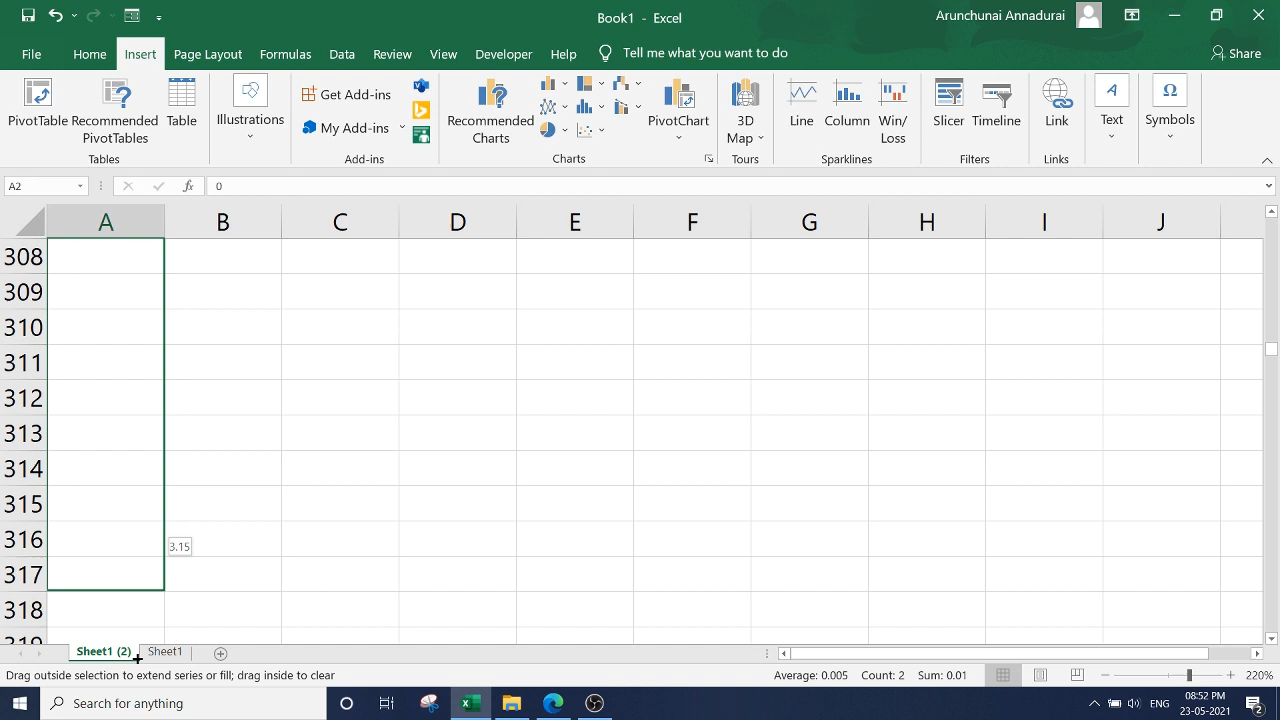 Book1 - Excel
Arunchunai Annadurai
File Home Insert Page Layout Formulas Data Review View Developer Help Tell me what you want to do Share
PivotTable Recommended PivotTables Table
Tables
Illustrations
Get Add-ins
My Add-ins
Add-ins
Recommended Charts
PivotChart
Charts
3D Map
Tours
Line Column Win/Loss
Sparklines
Slicer Timeline
Filters
Link
Links
Text
Symbols
A2 fx 0
A B C D E F G H I J
308
309
310
311
312
313
314
315
316
3.15
317
318
319
Sheet1 (2) Sheet1
Drag outside selection to extend series or fill; drag inside to clear Average: 0.005 Count: 2 Sum: 0.01 220%
Search for anything
ENG 08:52 PM
23-05-2021
2